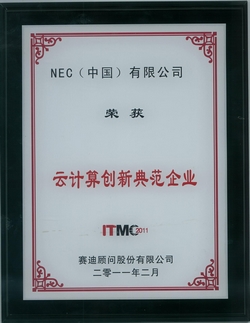 NEC（中国）有限公司
荣获
云计算创新典范企业
ITMC2011
赛迪顾问股份有限公司
二零一一年二月